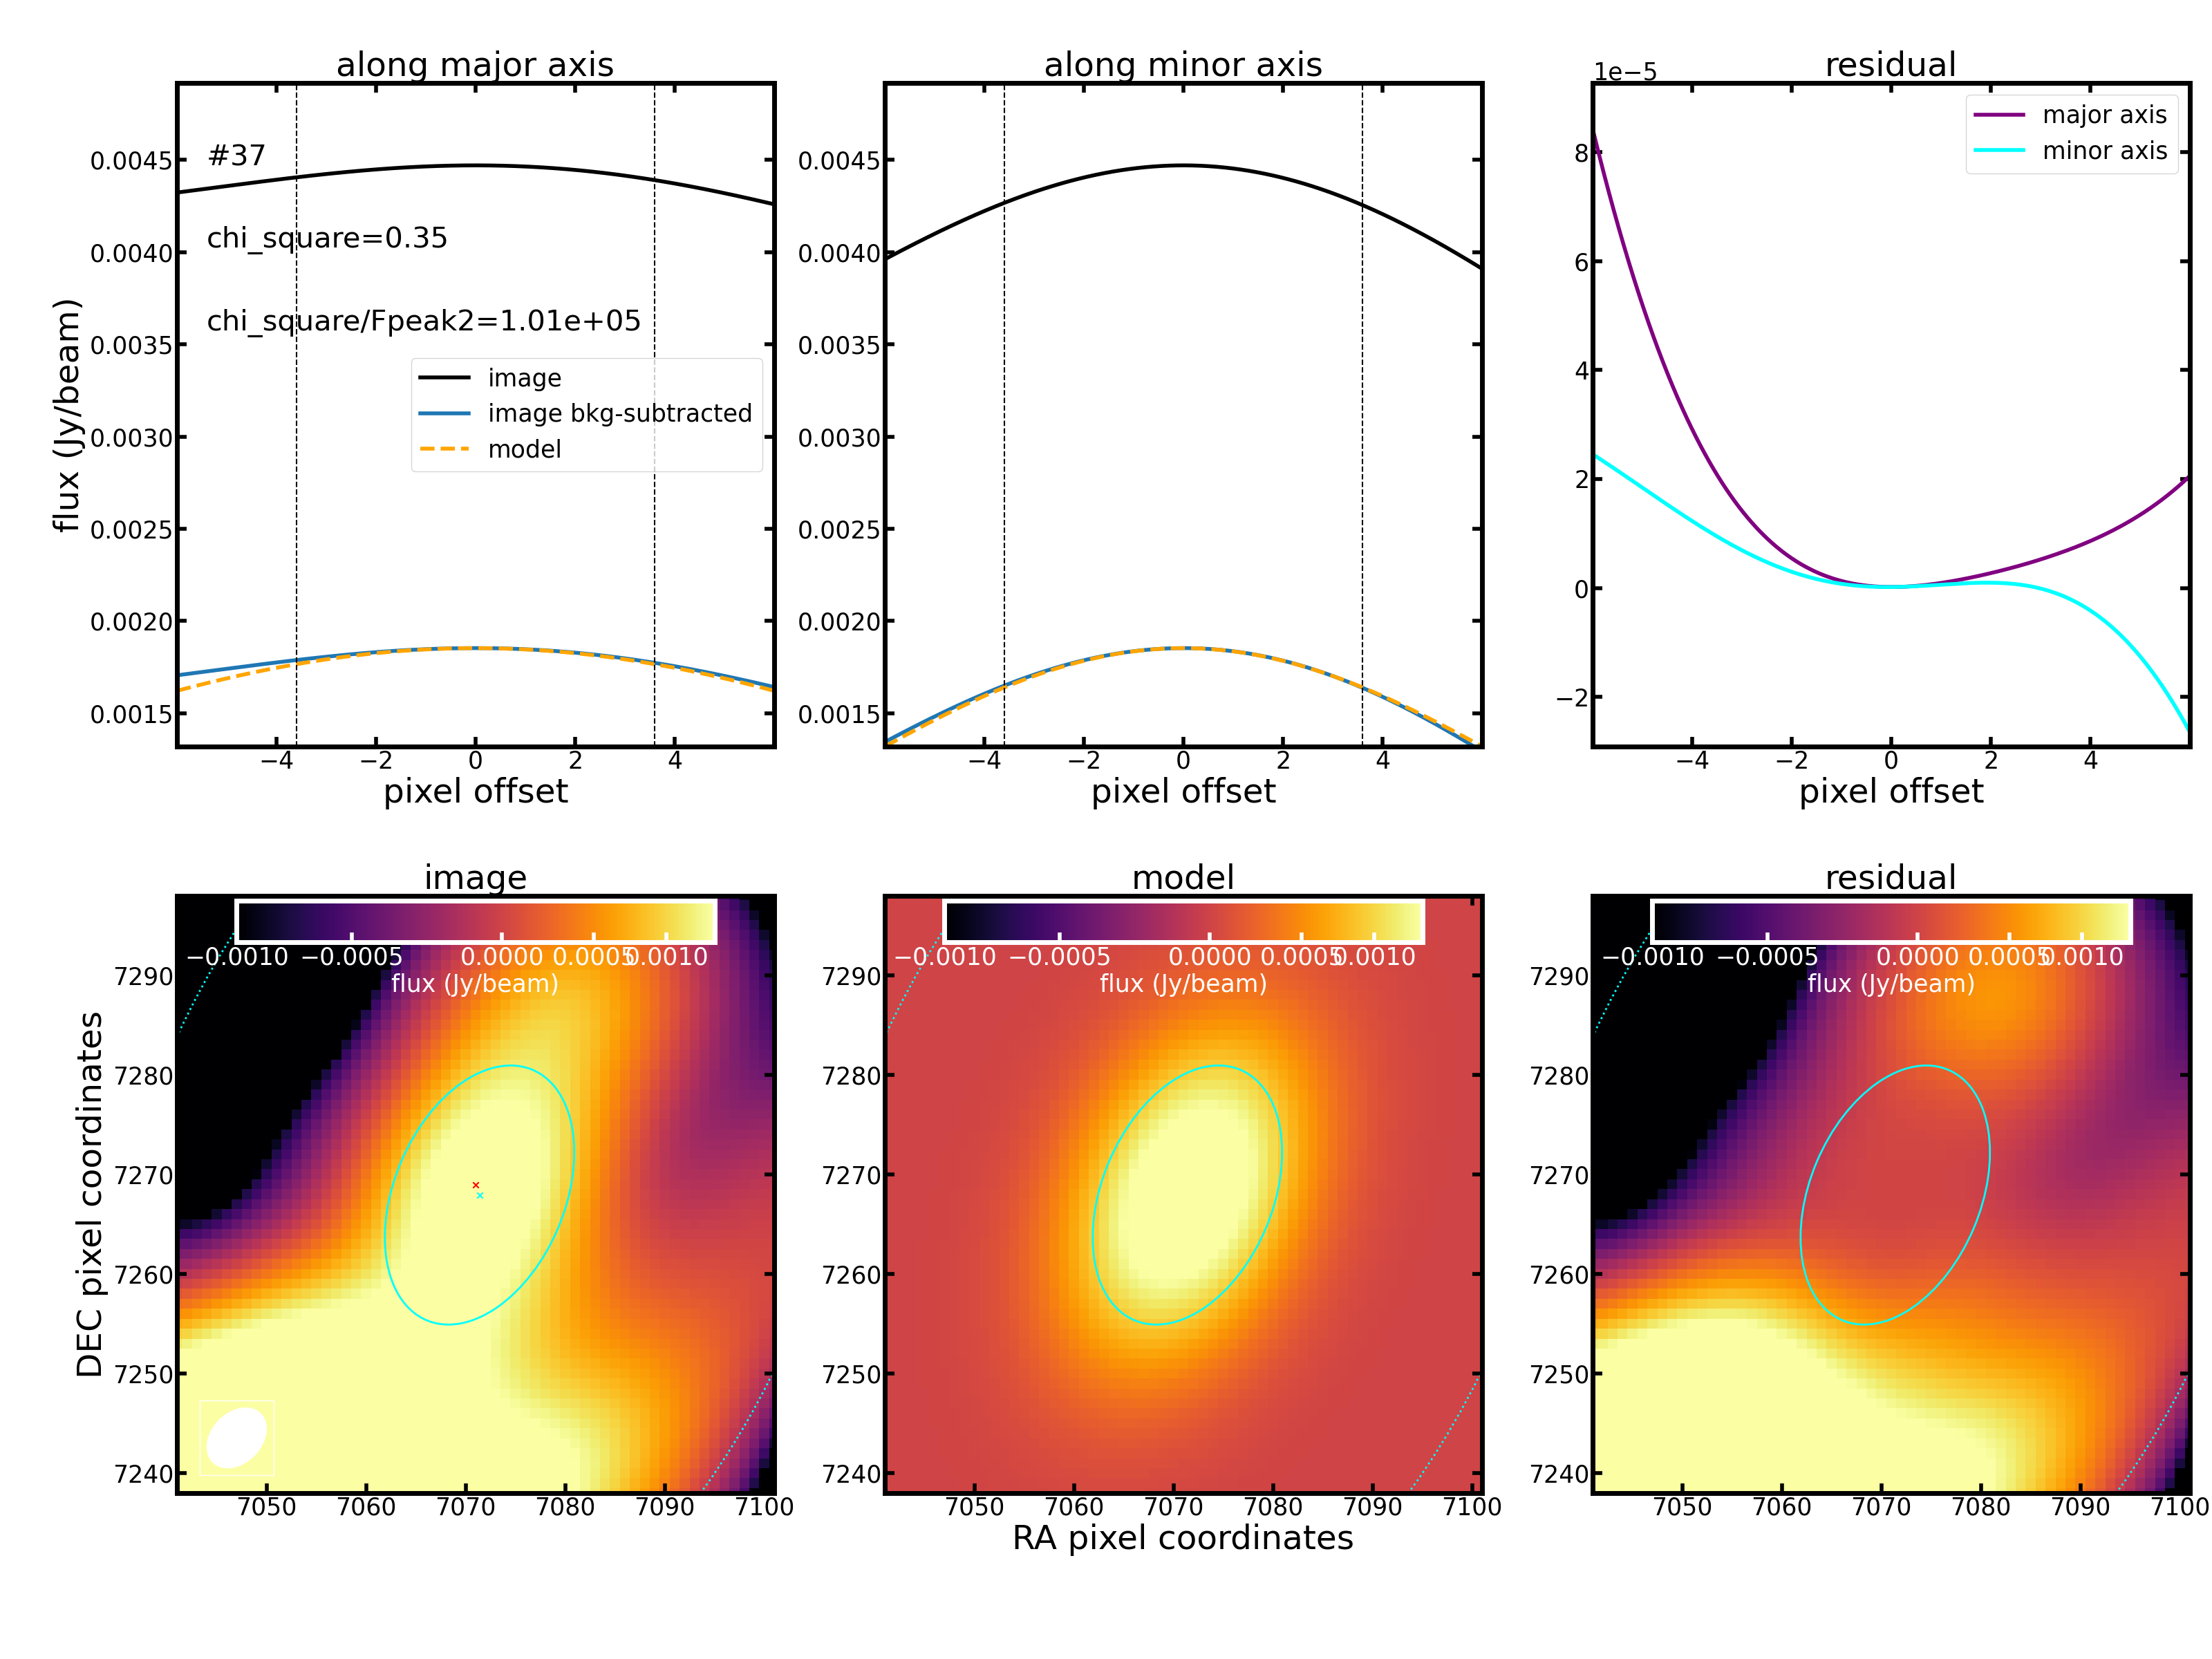 along major axis
along minor axis
residual
1e−5
#37
chi_square=0.35
chi_square/Fpeak2=1.01e+05
image
image bkg-subtracted
model
major axis
minor axis
flux (Jy/beam)
0.0045
0.0040
0.0035
0.0030
0.0025
0.0020
0.0015
0.0045
0.0040
0.0035
0.0030
0.0025
0.0020
0.0015
8
6
4
2
0
−2
−4 −2 0 2 4
−4 −2 0 2 4
−4 −2 0 2 4
pixel offset
pixel offset
pixel offset
image
model
residual
−0.0010 −0.0005 0.0000 0.0005 0.0010
flux (Jy/beam)
−0.0010 −0.0005 0.0000 0.0005 0.0010
flux (Jy/beam)
−0.0010 −0.0005 0.0000 0.0005 0.0010
flux (Jy/beam)
DEC pixel coordinates
7290
7280
7270
7260
7250
7240
7290
7280
7270
7260
7250
7240
7290
7280
7270
7260
7250
7240
7050 7060 7070 7080 7090 7100
7050 7060 7070 7080 7090 7100
7050 7060 7070 7080 7090 7100
RA pixel coordinates